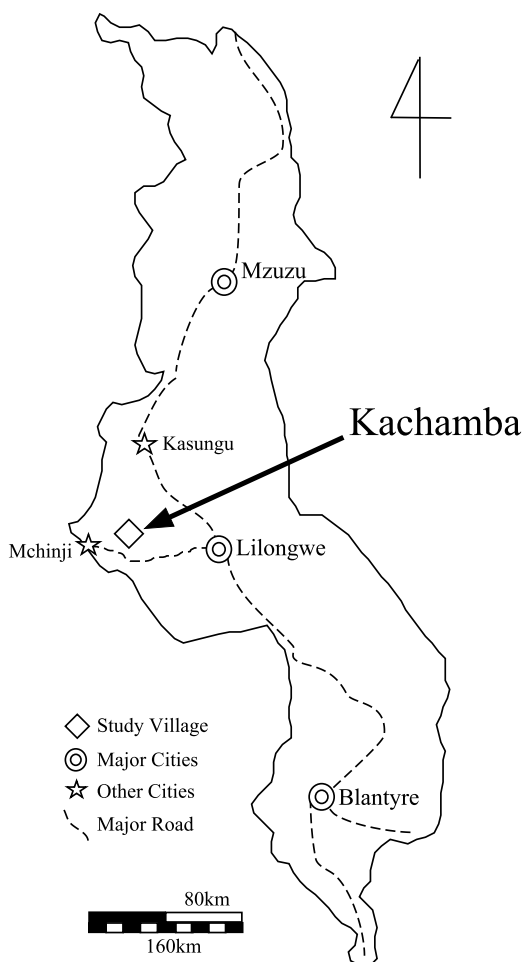 Mzuzu
Kachamba
Kasungu
Mchinji
Lilongwe
Study Village
Major Cities
Other Cities
Major Road
Blantyre
80km
160km